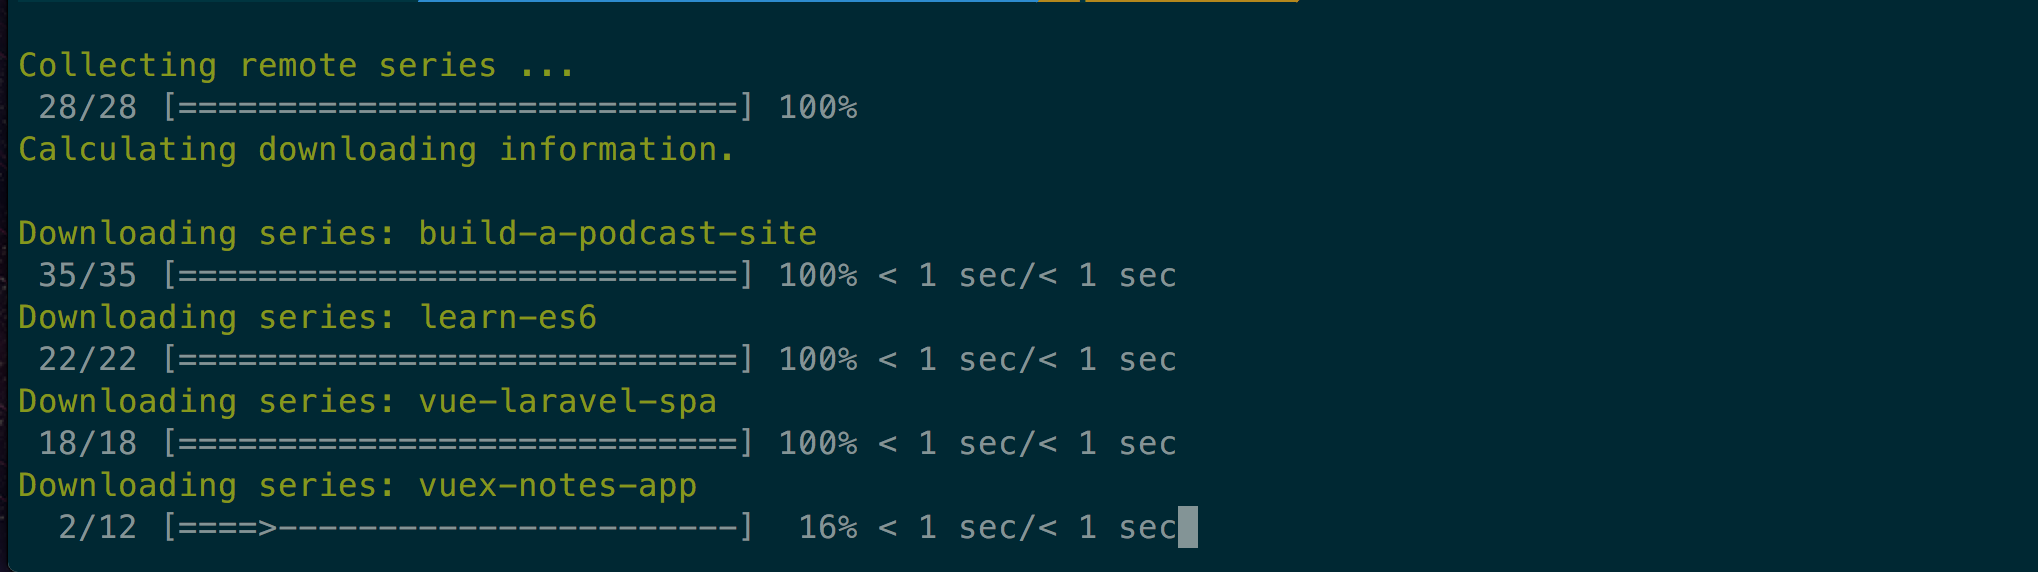 Collecting remote series ...
28/28 [============================] 100%
Calculating downloading information.
Downloading series: build-a-podcast-site
35/35 [============================] 100% < 1 sec/< 1 sec
Downloading series: learn-es6
22/22 [============================] 100% < 1 sec/< 1 sec
Downloading series: vue-laravel-spa
18/18 [============================] 100% < 1 sec/< 1 sec
Downloading series: vuex-notes-app
2/12 [====>-----------------------] 16% < 1 sec/< 1 sec